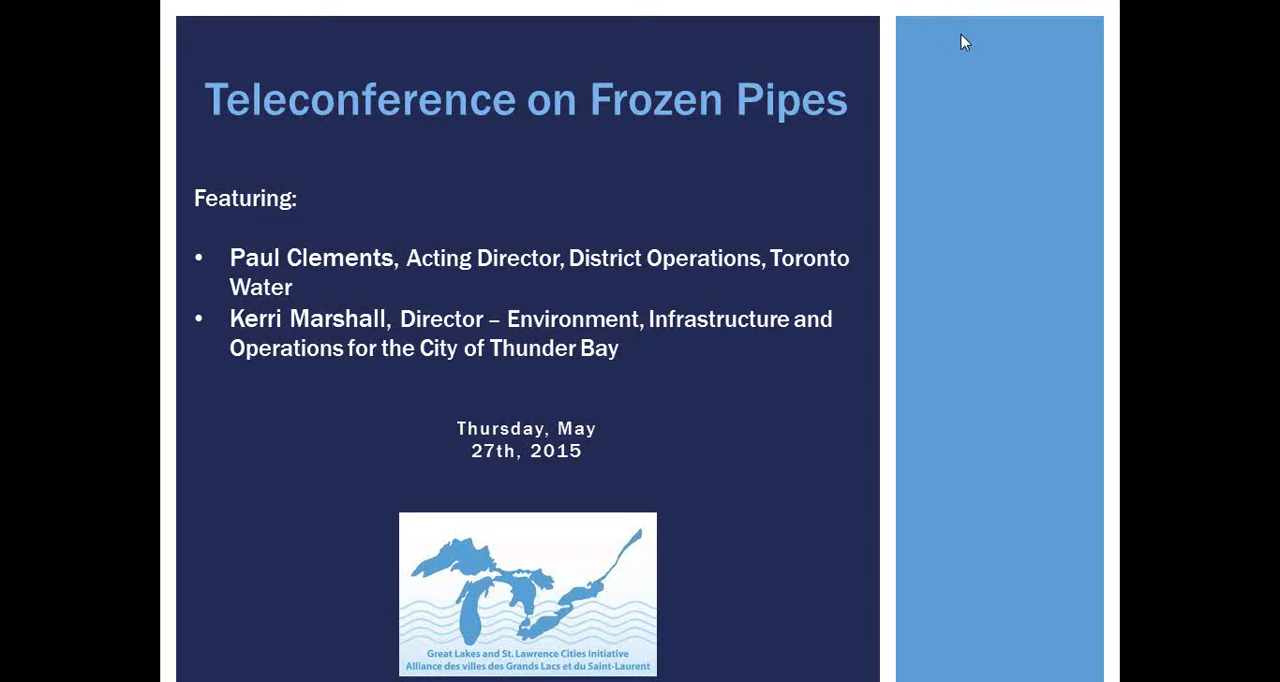 Teleconference on Frozen Pipes
Featuring:
• Paul Clements, Acting Director, District Operations, Toronto
Water
• Kerri Marshall, Director – Environment, Infrastructure and
Operations for the City of Thunder Bay
Thursday, May
27th, 2015
Great Lakes and St. Lawrence Cities Initiative
Alliance des villes des Grands Lacs et du Saint-Laurent